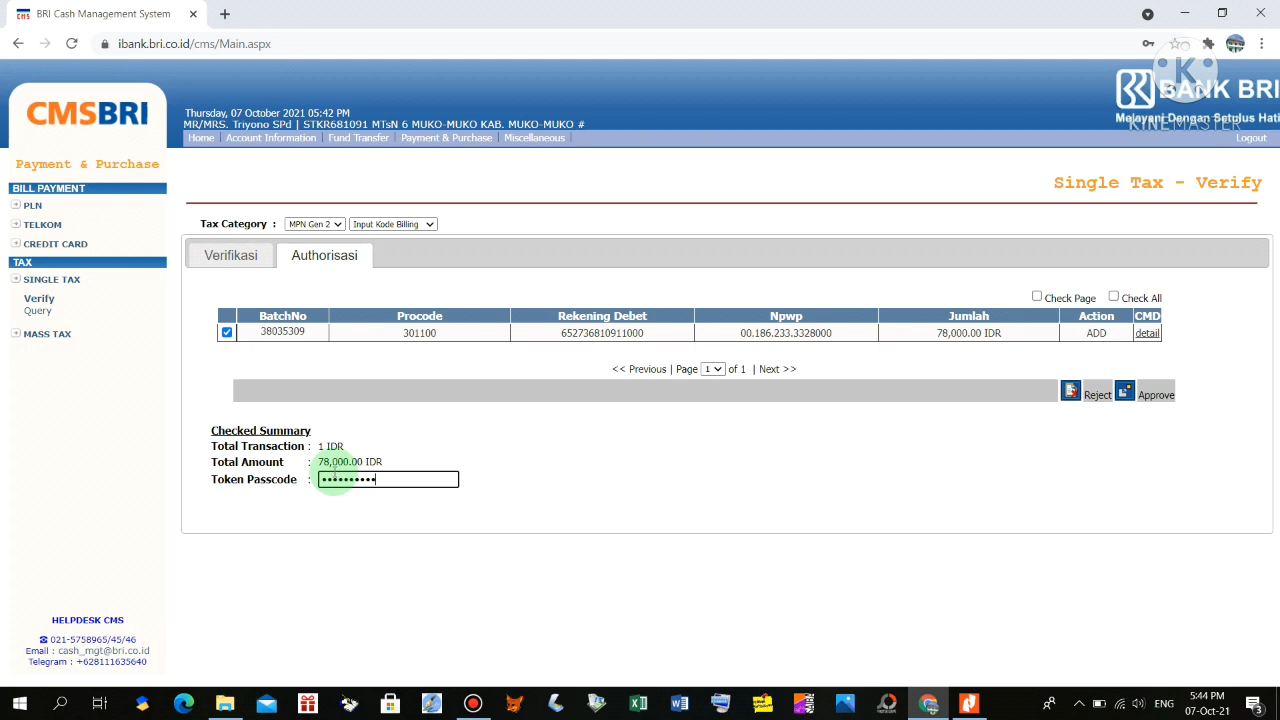 CMS BRI Cash Management System
ibank.bri.co.id/cms/Main.aspx
CMSBRI
Thursday, 07 October 2021 05:42 PM
MR/MRS. Triyono SPd | STKR681091 MTsN 6 MUKO-MUKO KAB. MUKO-MUKO #
BANK BRI
Melayani Dengan Setulus Hati
K
KINEMASTER
Home | Account Information | Fund Transfer | Payment & Purchase | Miscellaneous
Logout
Payment & Purchase
BILL PAYMENT
PLN
TELKOM
CREDIT CARD
TAX
SINGLE TAX
Verify
Query
MASS TAX
Single Tax - Verify
Tax Category : MPN Gen 2 Input Kode Billing
Verifikasi Authorisasi
Check Page Check All
BatchNo Procode Rekening Debet Npwp Jumlah Action CMD
38035309 301100 652736810911000 00.186.233.3328000 78,000.00 IDR ADD detail
<< Previous | Page 1 of 1 | Next >>
Reject Approve
Checked Summary
Total Transaction : 1 IDR
Total Amount : 78,000.00 IDR
Token Passcode : ••••••••••
HELPDESK CMS
☎ 021-5758965/45/46
Email : cash_mgt@bri.co.id
Telegram : +628111635640
ENG
5:44 PM
07-Oct-21
3